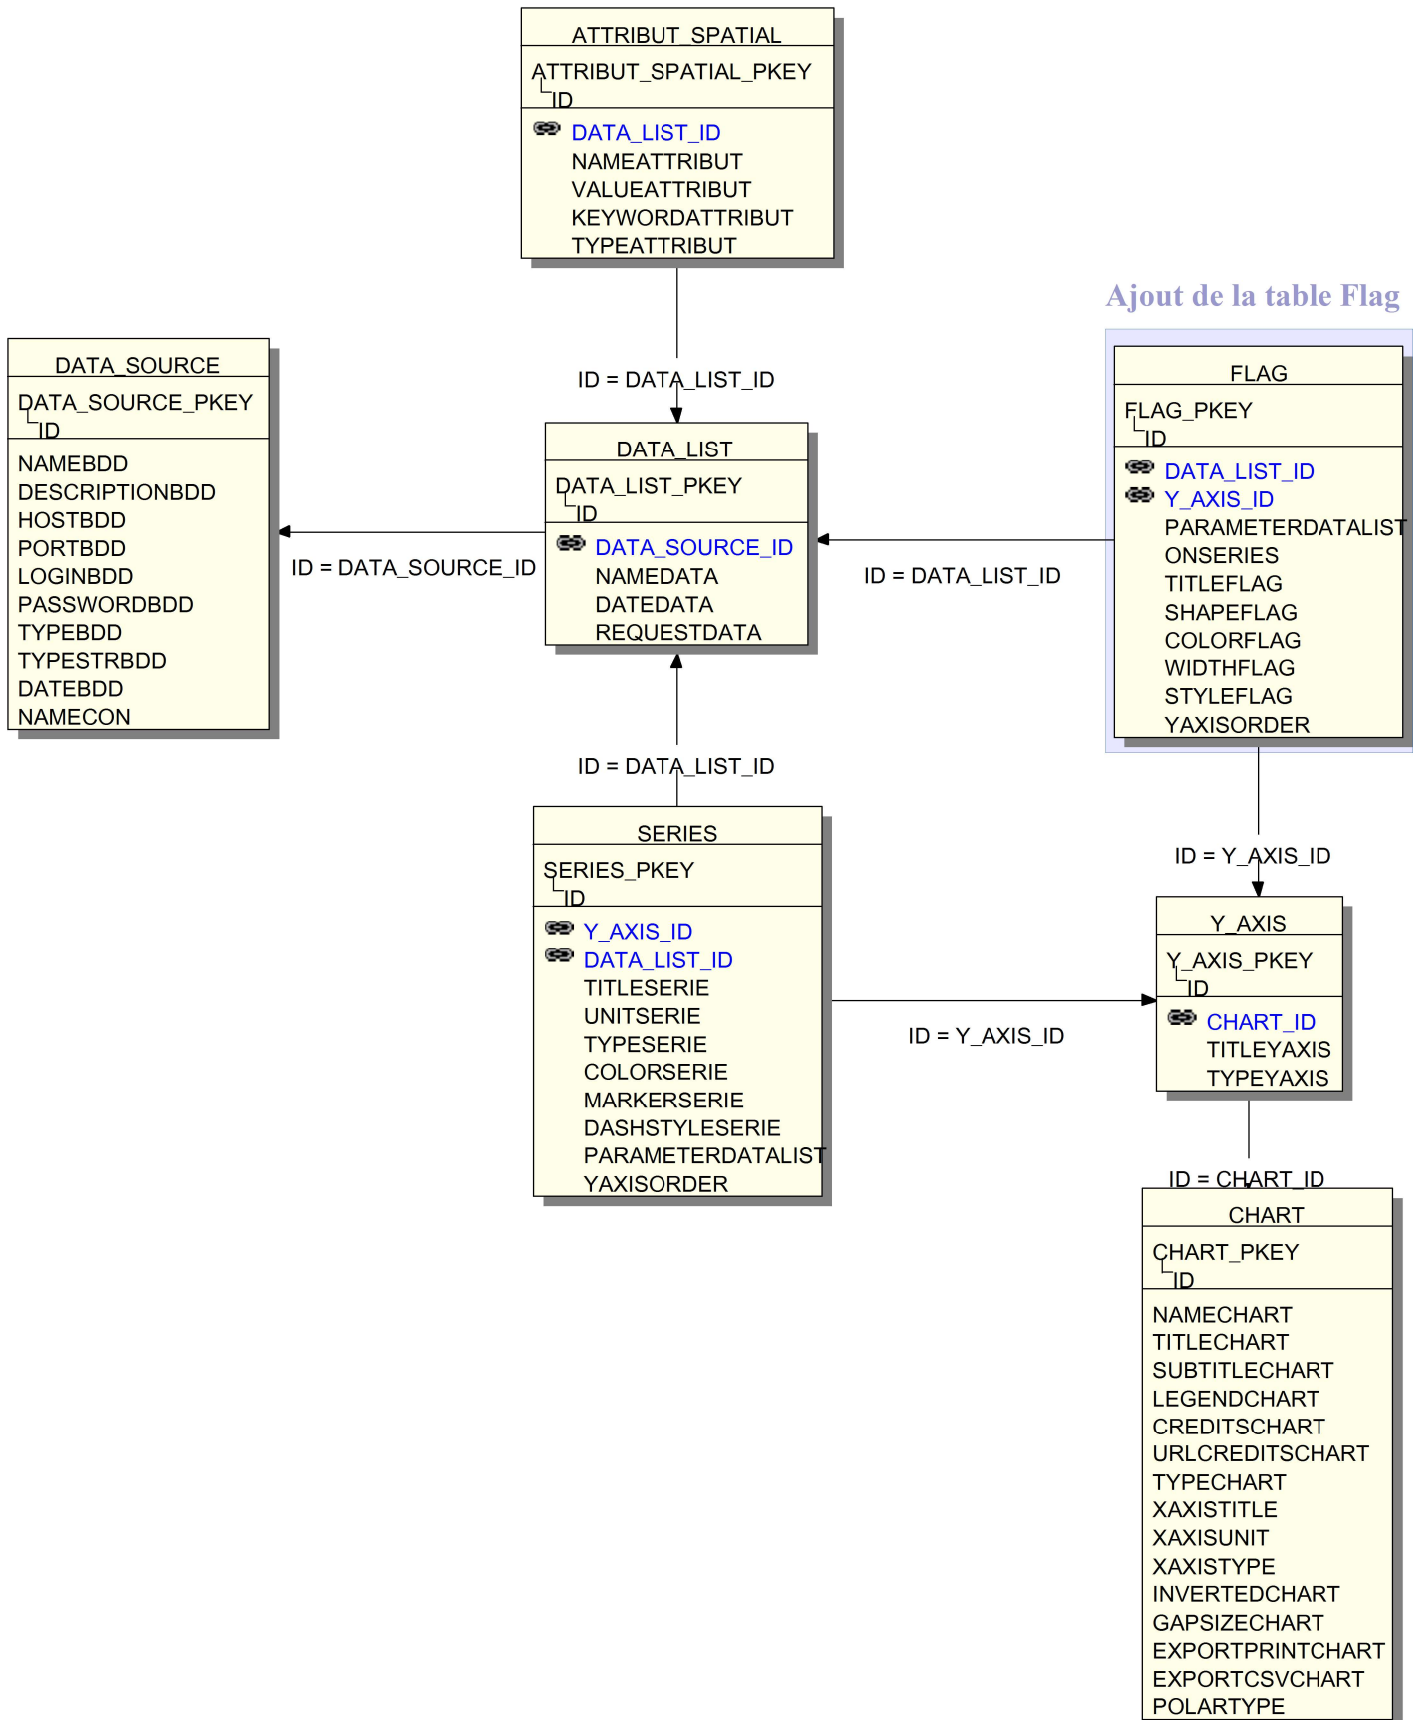 ATTRIBUT_SPATIAL
ATTRIBUT_SPATIAL_PKEY
ID
DATA_LIST_ID
NAMEATTRIBUT
VALUEATTRIBUT
KEYWORDATTRIBUT
TYPEATTRIBUT
ID = DATA_LIST_ID
Ajout de la table Flag
DATA_SOURCE
DATA_SOURCE_PKEY
ID
NAMEBDD
DESCRIPTIONBDD
HOSTBDD
PORTBDD
LOGINBDD
PASSWORDBDD
TYPEBDD
TYPESTRBDD
DATEBDD
NAMECON
ID = DATA_SOURCE_ID
DATA_LIST
DATA_LIST_PKEY
ID
DATA_SOURCE_ID
NAMEDATA
DATEDATA
REQUESTDATA
ID = DATA_LIST_ID
FLAG
FLAG_PKEY
ID
DATA_LIST_ID
Y_AXIS_ID
PARAMETERDATALIST
ONSERIES
TITLEFLAG
SHAPEFLAG
COLORFLAG
WIDTHFLAG
STYLEFLAG
YAXISORDER
ID = DATA_LIST_ID
SERIES
SERIES_PKEY
ID
Y_AXIS_ID
DATA_LIST_ID
TITLESERIE
UNITSERIE
TYPESERIE
COLORSERIE
MARKERSERIE
DASHSTYLESERIE
PARAMETERDATALIST
YAXISORDER
ID = Y_AXIS_ID
ID = Y_AXIS_ID
Y_AXIS
Y_AXIS_PKEY
ID
CHART_ID
TITLEYAXIS
TYPEYAXIS
ID = CHART_ID
CHART
CHART_PKEY
ID
NAMECHART
TITLECHART
SUBTITLECHART
LEGENDCHART
CREDITSCHART
URLCREDITSCHART
TYPECHART
XAXISTITLE
XAXISUNIT
XAXISTYPE
INVERTEDCHART
GAPSIZECHART
EXPORTPRINTCHART
EXPORTCSVCHART
POLARTYPE